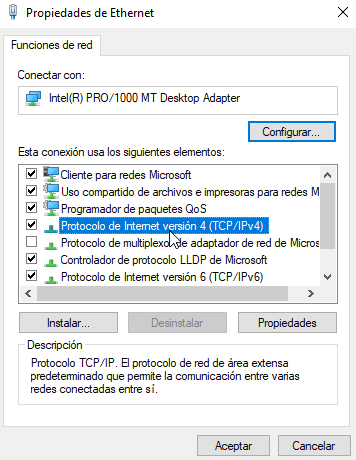 Propiedades de Ethernet
Funciones de red
Conectar con:
Intel(R) PRO/1000 MT Desktop Adapter
Configurar...
Esta conexión usa los siguientes elementos:
Cliente para redes Microsoft
Uso compartido de archivos e impresoras para redes M
Programador de paquetes QoS
Protocolo de Internet versión 4 (TCP/IPv4)
Protocolo de multiplexor de adaptador de red de Micros
Controlador de protocolo LLDP de Microsoft
Protocolo de Internet versión 6 (TCP/IPv6)
Instalar...
Desinstalar
Propiedades
Descripción
Protocolo TCP/IP. El protocolo de red de área extensa
predeterminado que permite la comunicación entre varias
redes conectadas entre sí.
Aceptar
Cancelar